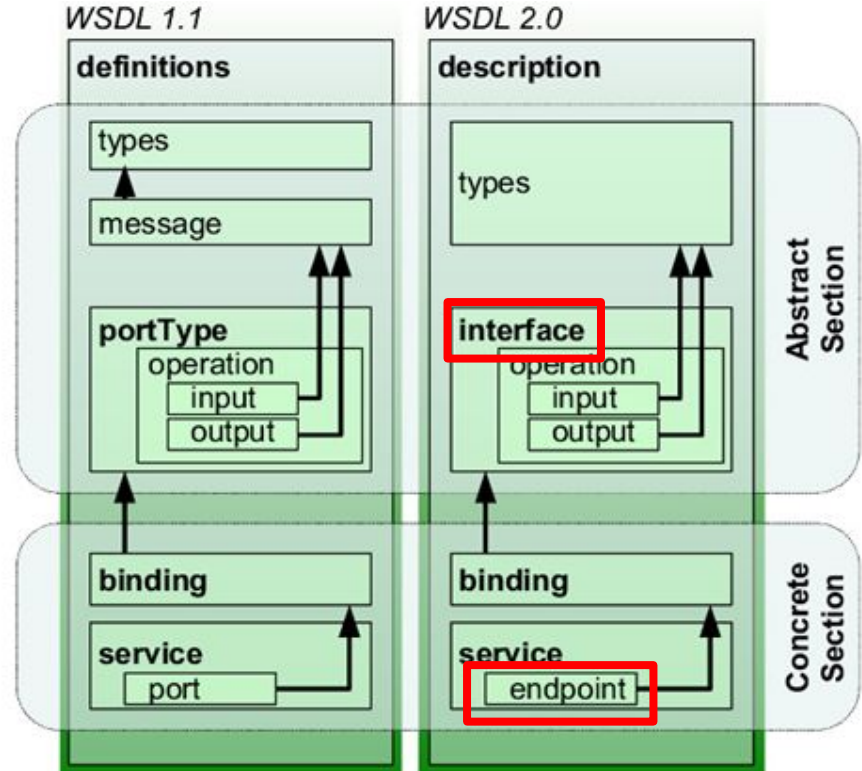 WSDL 1.1
definitions
types
message
portType
operation
input
output
binding
service
port
WSDL 2.0
description
types
interface
operation
input
output
binding
service
endpoint
Abstract
Section
Concrete
Section